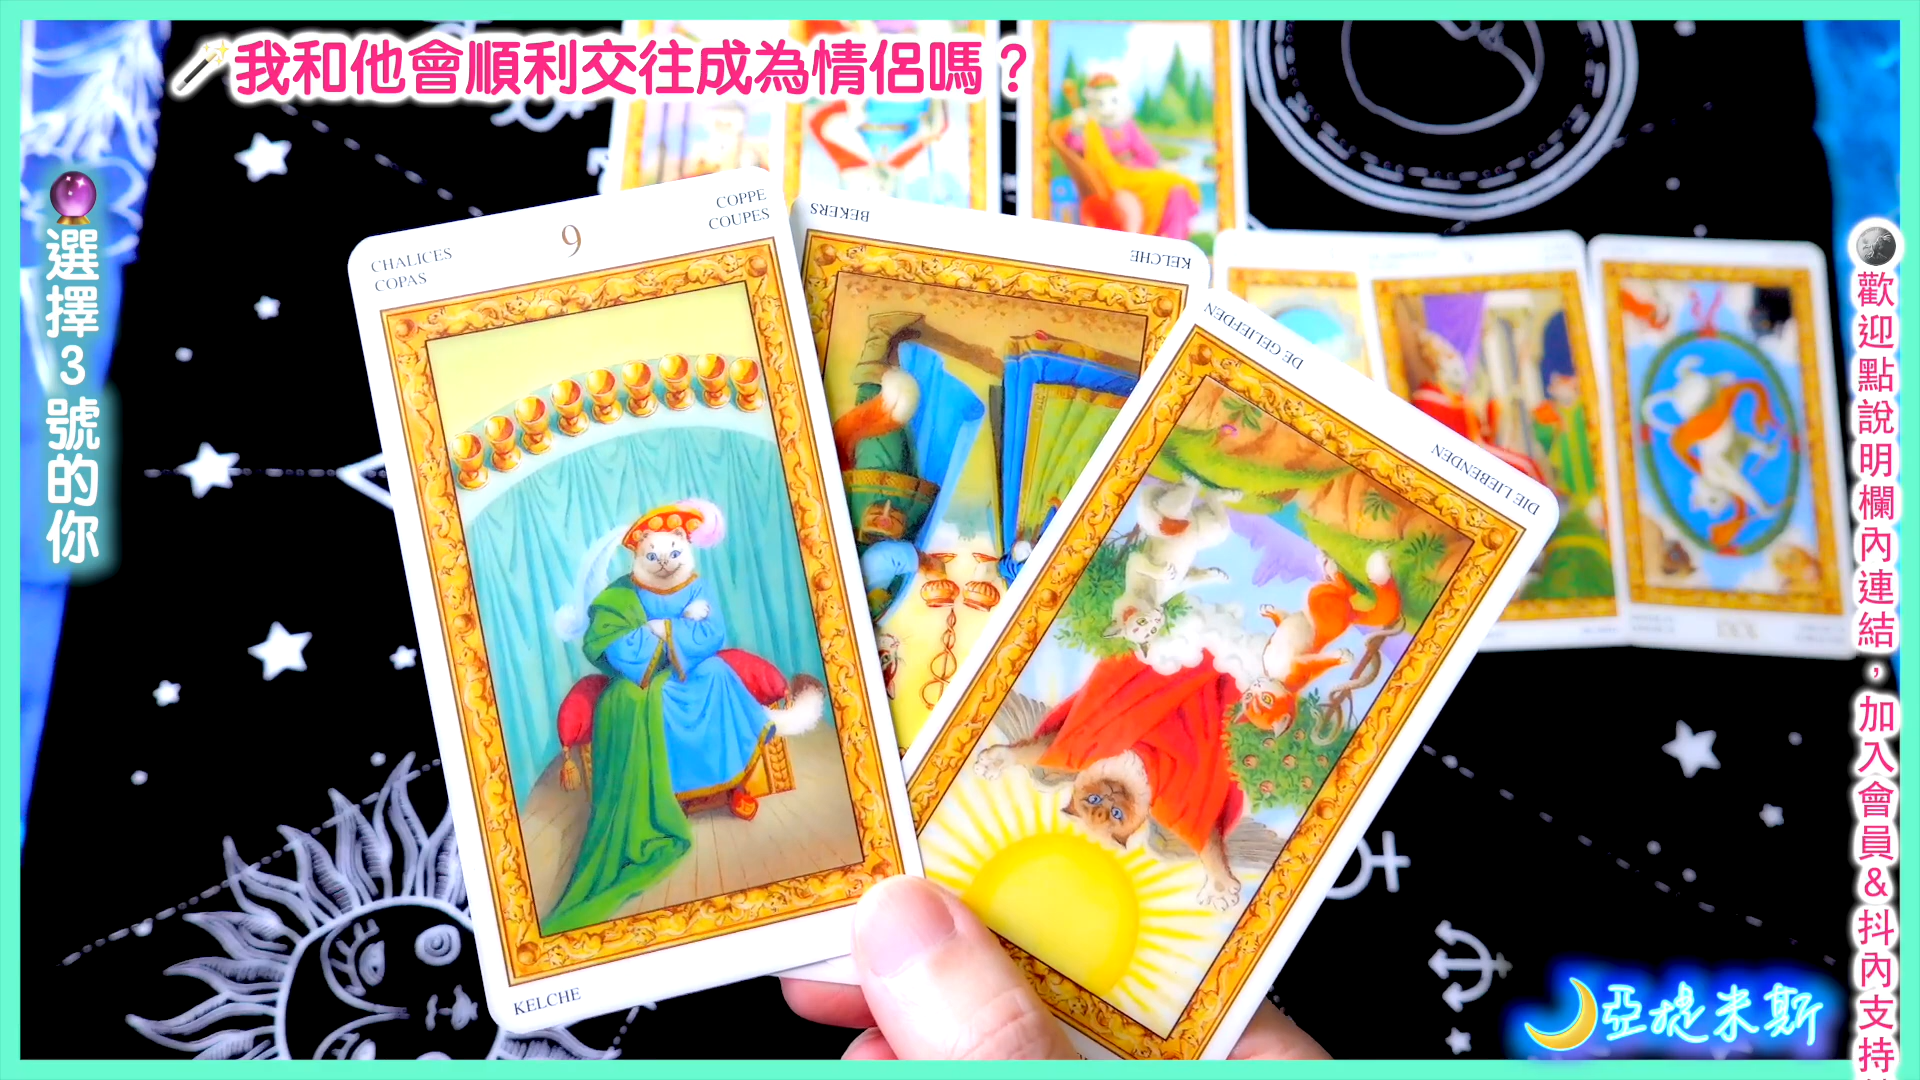 我和他會順利交往成為情侶嗎？
選擇3號的你
CHALICES
COPAS
9
COPPE
COUPES
KELCHE
BEKERS
KELCHE
DE GELIEFDEN
DIE LIEBENDEN
歡迎點說明欄內連結，加入會員&抖內支持
亞提米斯